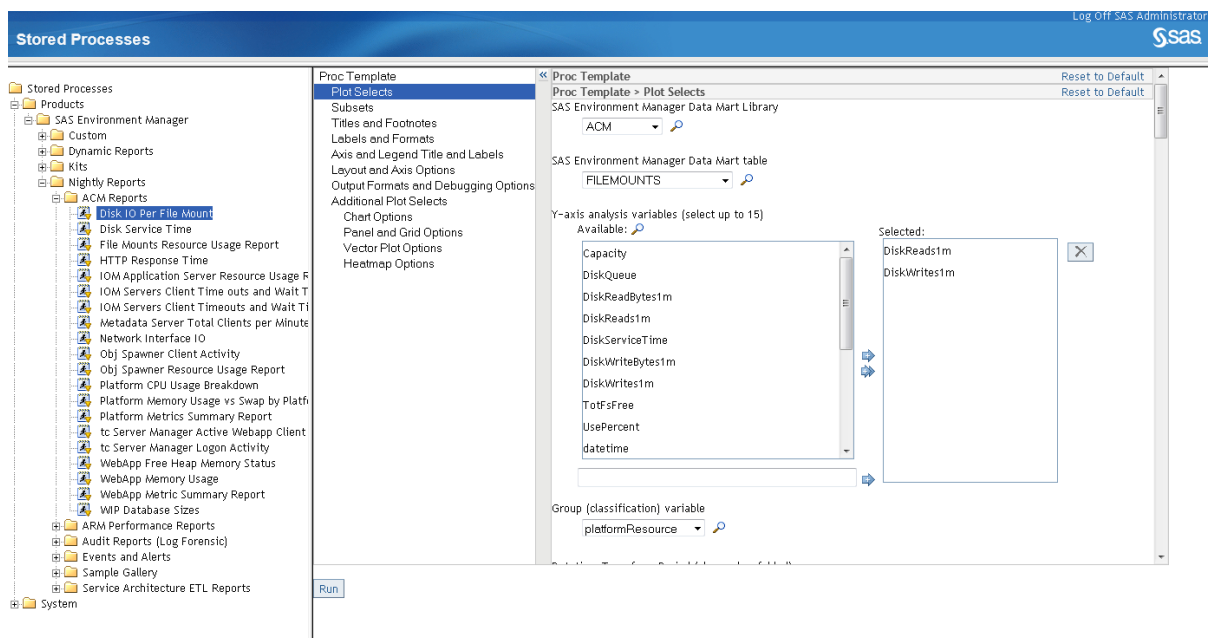 Log Off SAS Administrator
Stored Processes
sas
Stored Processes
Products
SAS Environment Manager
Custom
Dynamic Reports
Kits
Nightly Reports
ACM Reports
Disk IO Per File Mount
Disk Service Time
File Mounts Resource Usage Report
HTTP Response Time
IOM Application Server Resource Usage R
IOM Servers Client Time outs and Wait T
IOM Servers Client Timeouts and Wait Ti
Metadata Server Total Clients per Minute
Network Interface IO
Obj Spawner Client Activity
Obj Spawner Resource Usage Report
Platform CPU Usage Breakdown
Platform Memory Usage vs Swap by Platf
Platform Metrics Summary Report
tc Server Manager Active Webapp Client
tc Server Manager Logon Activity
WebApp Free Heap Memory Status
WebApp Memory Usage
WebApp Metric Summary Report
WIP Database Sizes
ARM Performance Reports
Audit Reports (Log Forensic)
Events and Alerts
Sample Gallery
Service Architecture ETL Reports
System
Proc Template
Plot Selects
Subsets
Titles and Footnotes
Labels and Formats
Axis and Legend Title and Labels
Layout and Axis Options
Output Formats and Debugging Options
Additional Plot Selects
Chart Options
Panel and Grid Options
Vector Plot Options
Heatmap Options
Run
Proc Template Reset to Default
Proc Template > Plot Selects Reset to Default
SAS Environment Manager Data Mart Library
ACM
SAS Environment Manager Data Mart table
FILEMOUNTS
Y-axis analysis variables (select up to 15)
Available:
Capacity
DiskQueue
DiskReadBytes1m
DiskReads1m
DiskServiceTime
DiskWriteBytes1m
DiskWrites1m
TotFsFree
UsePercent
datetime
Selected:
DiskReads1m
DiskWrites1m
Group (classification) variable
platformResource